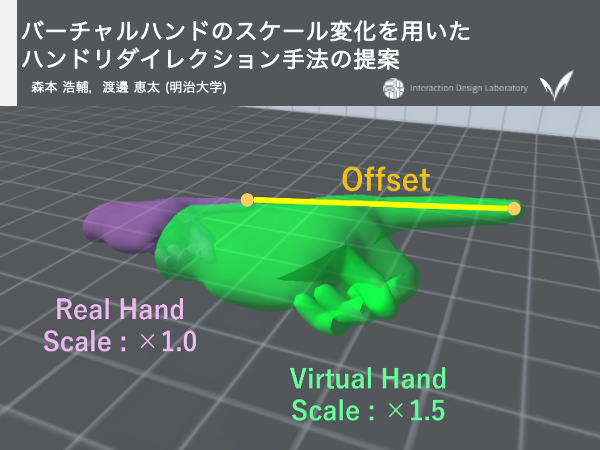 バーチャルハンドのスケール変化を用いた
ハンドリダイレクション手法の提案
森本 浩輔, 渡邊 恵太 (明治大学)
Interaction Design Laboratory
Offset
Real Hand
Scale : ×1.0
Virtual Hand
Scale : ×1.5